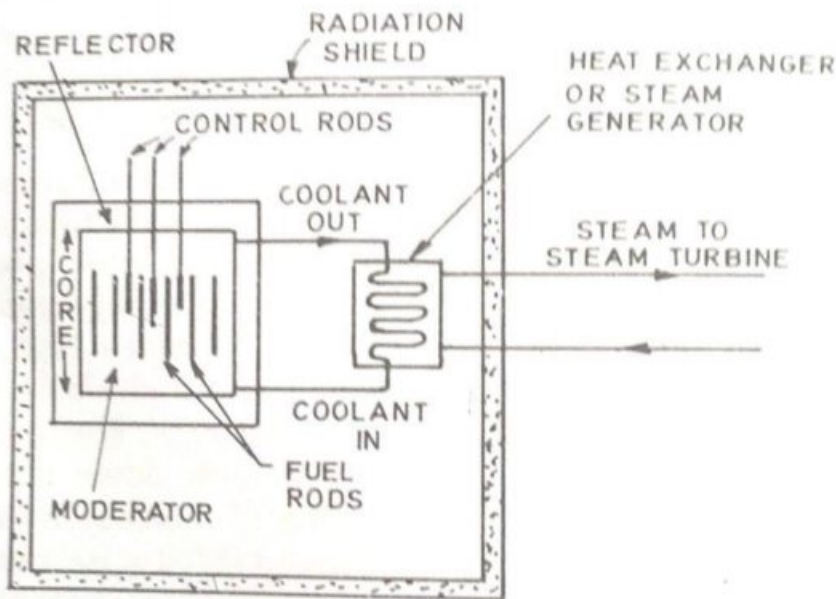 REFLECTOR
RADIATION
SHIELD
HEAT EXCHANGER
OR STEAM
GENERATOR
CONTROL RODS
COOLANT
OUT
STEAM TO
STEAM TURBINE
CORE
COOLANT
IN
FUEL
RODS
MODERATOR